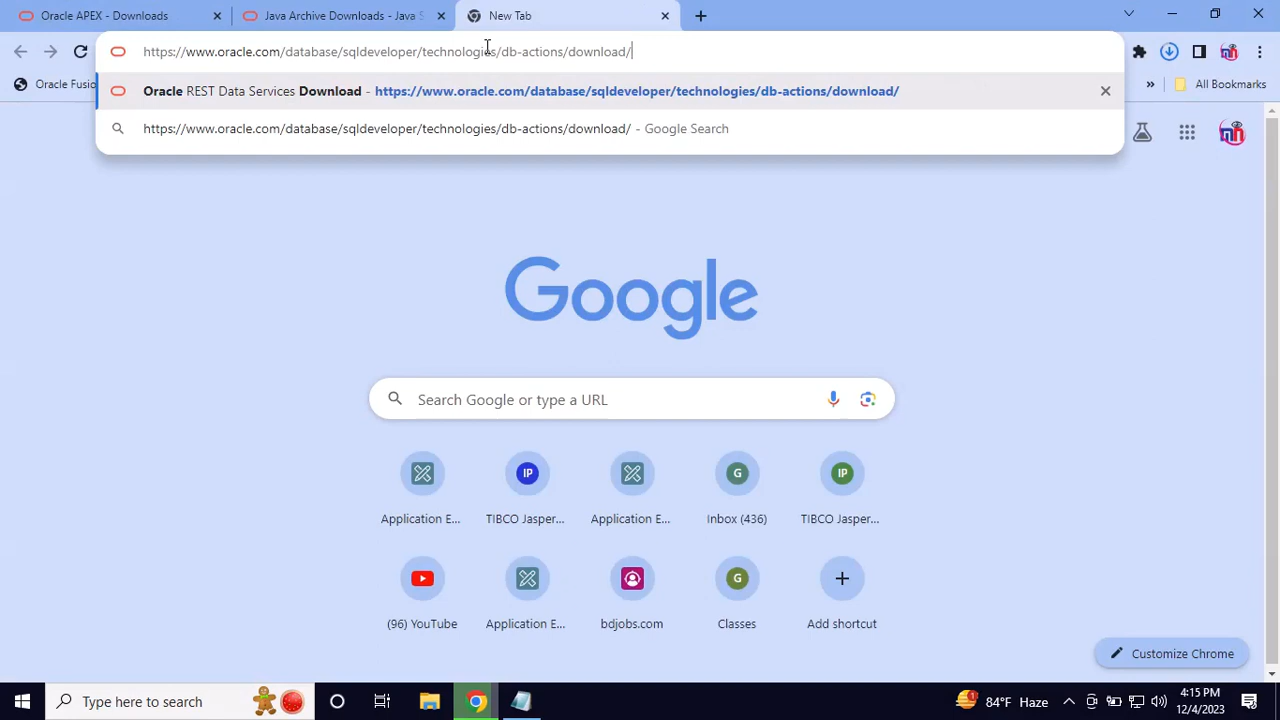 Oracle APEX - Downloads
Java Archive Downloads - Java S
New Tab
https://www.oracle.com/database/sqldeveloper/technologies/db-actions/download/
Oracle Fusio
Oracle REST Data Services Download - https://www.oracle.com/database/sqldeveloper/technologies/db-actions/download/
All Bookmarks
https://www.oracle.com/database/sqldeveloper/technologies/db-actions/download/ - Google Search
Google
Search Google or type a URL
IP
G
IP
Application E...
TIBCO Jasper...
Application E...
Inbox (436)
TIBCO Jasper...
G
(96) YouTube
Application E...
bdjobs.com
Classes
Add shortcut
Customize Chrome
Type here to search
84°F Haze
4:15 PM
12/4/2023